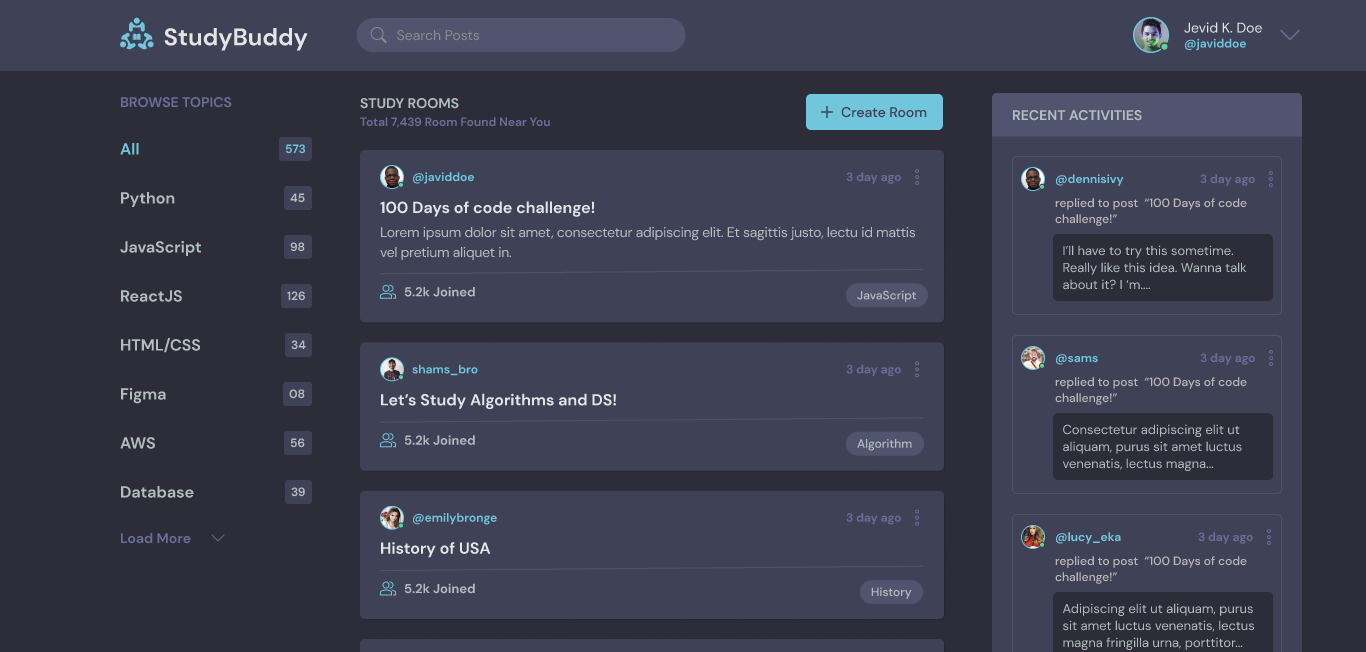 StudyBuddy
Search Posts
Jevid K. Doe
@javiddoe
BROWSE TOPICS
All 573
Python 45
JavaScript 98
ReactJS 126
HTML/CSS 34
Figma 08
AWS 56
Database 39
Load More
STUDY ROOMS
Total 7,439 Room Found Near You
+ Create Room
@javiddoe 3 day ago
100 Days of code challenge!
Lorem ipsum dolor sit amet, consectetur adipiscing elit. Et sagittis justo, lectu id mattis
vel pretium aliquet in.
5.2k Joined JavaScript
shams_bro 3 day ago
Let’s Study Algorithms and DS!
5.2k Joined Algorithm
@emilybronge 3 day ago
History of USA
5.2k Joined History
RECENT ACTIVITIES
@dennisivy 3 day ago
replied to post “100 Days of code
challenge!”
I’ll have to try this sometime.
Really like this idea. Wanna talk
about it? I ‘m....
@sams 3 day ago
replied to post “100 Days of code
challenge!”
Consectetur adipiscing elit ut
aliquam, purus sit amet luctus
venenatis, lectus magna...
@lucy_eka 3 day ago
replied to post “100 Days of code
challenge!”
Adipiscing elit ut aliquam, purus
sit amet luctus venenatis, lectus
magna fringilla urna, porttitor...